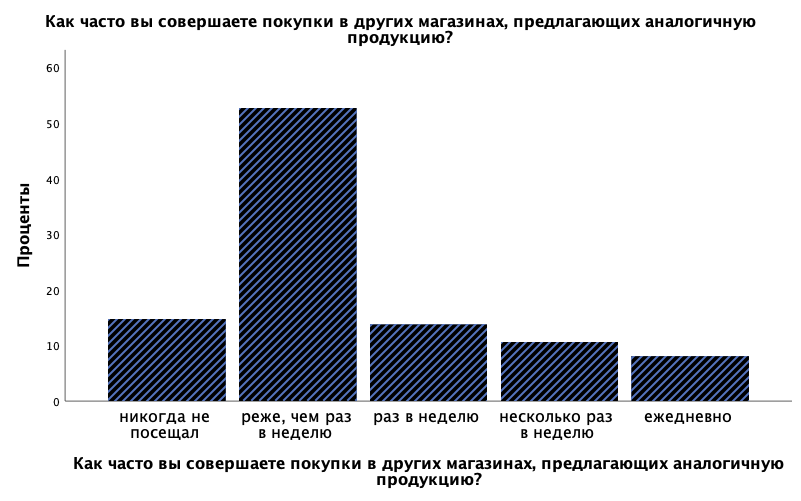 Как часто вы совершаете покупки в других магазинах, предлагающих аналогичную
продукцию?
60
50
40
30
20
10
0
Проценты
никогда не
посещал
реже, чем раз
в неделю
раз в неделю
несколько раз
в неделю
ежедневно
Как часто вы совершаете покупки в других магазинах, предлагающих аналогичную
продукцию?